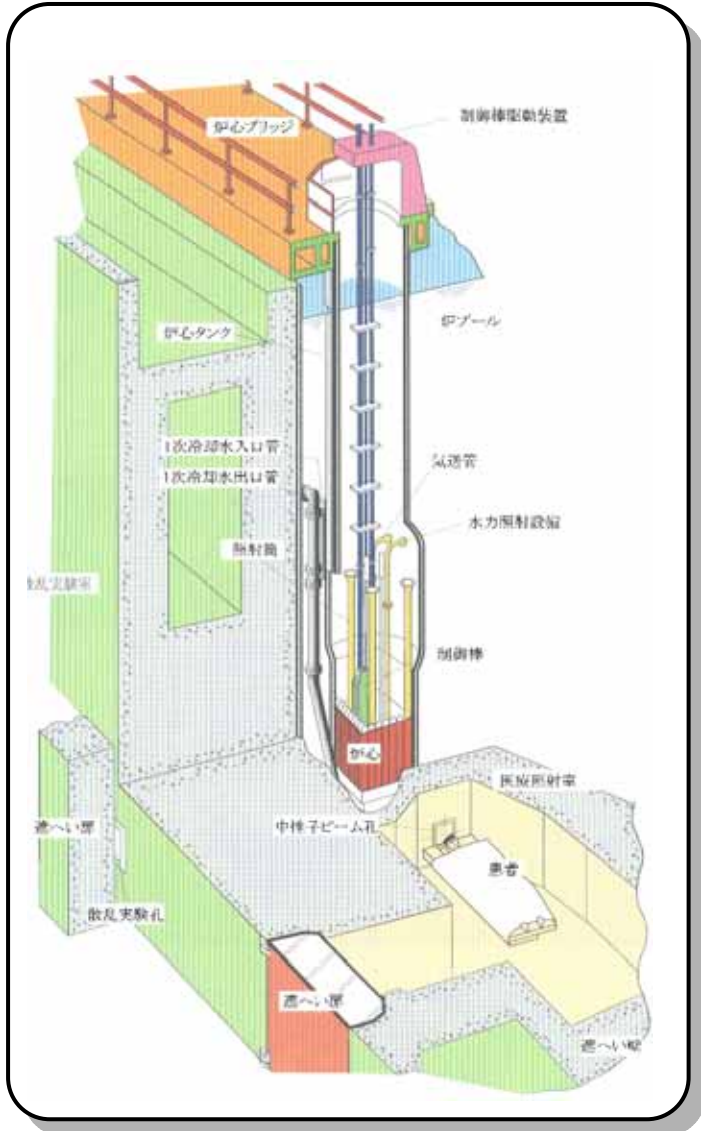 制御棒駆動装置
炉心ブリッジ
炉プール
炉心タンク
1次冷却水入口管
1次冷却水出口管
気送管
水力照射設備
照射筒
散乱実験室
制御棒
炉心
医療照射室
中性子ビーム孔
遮へい扉
患者
散乱実験孔
遮へい扉
遮へい壁